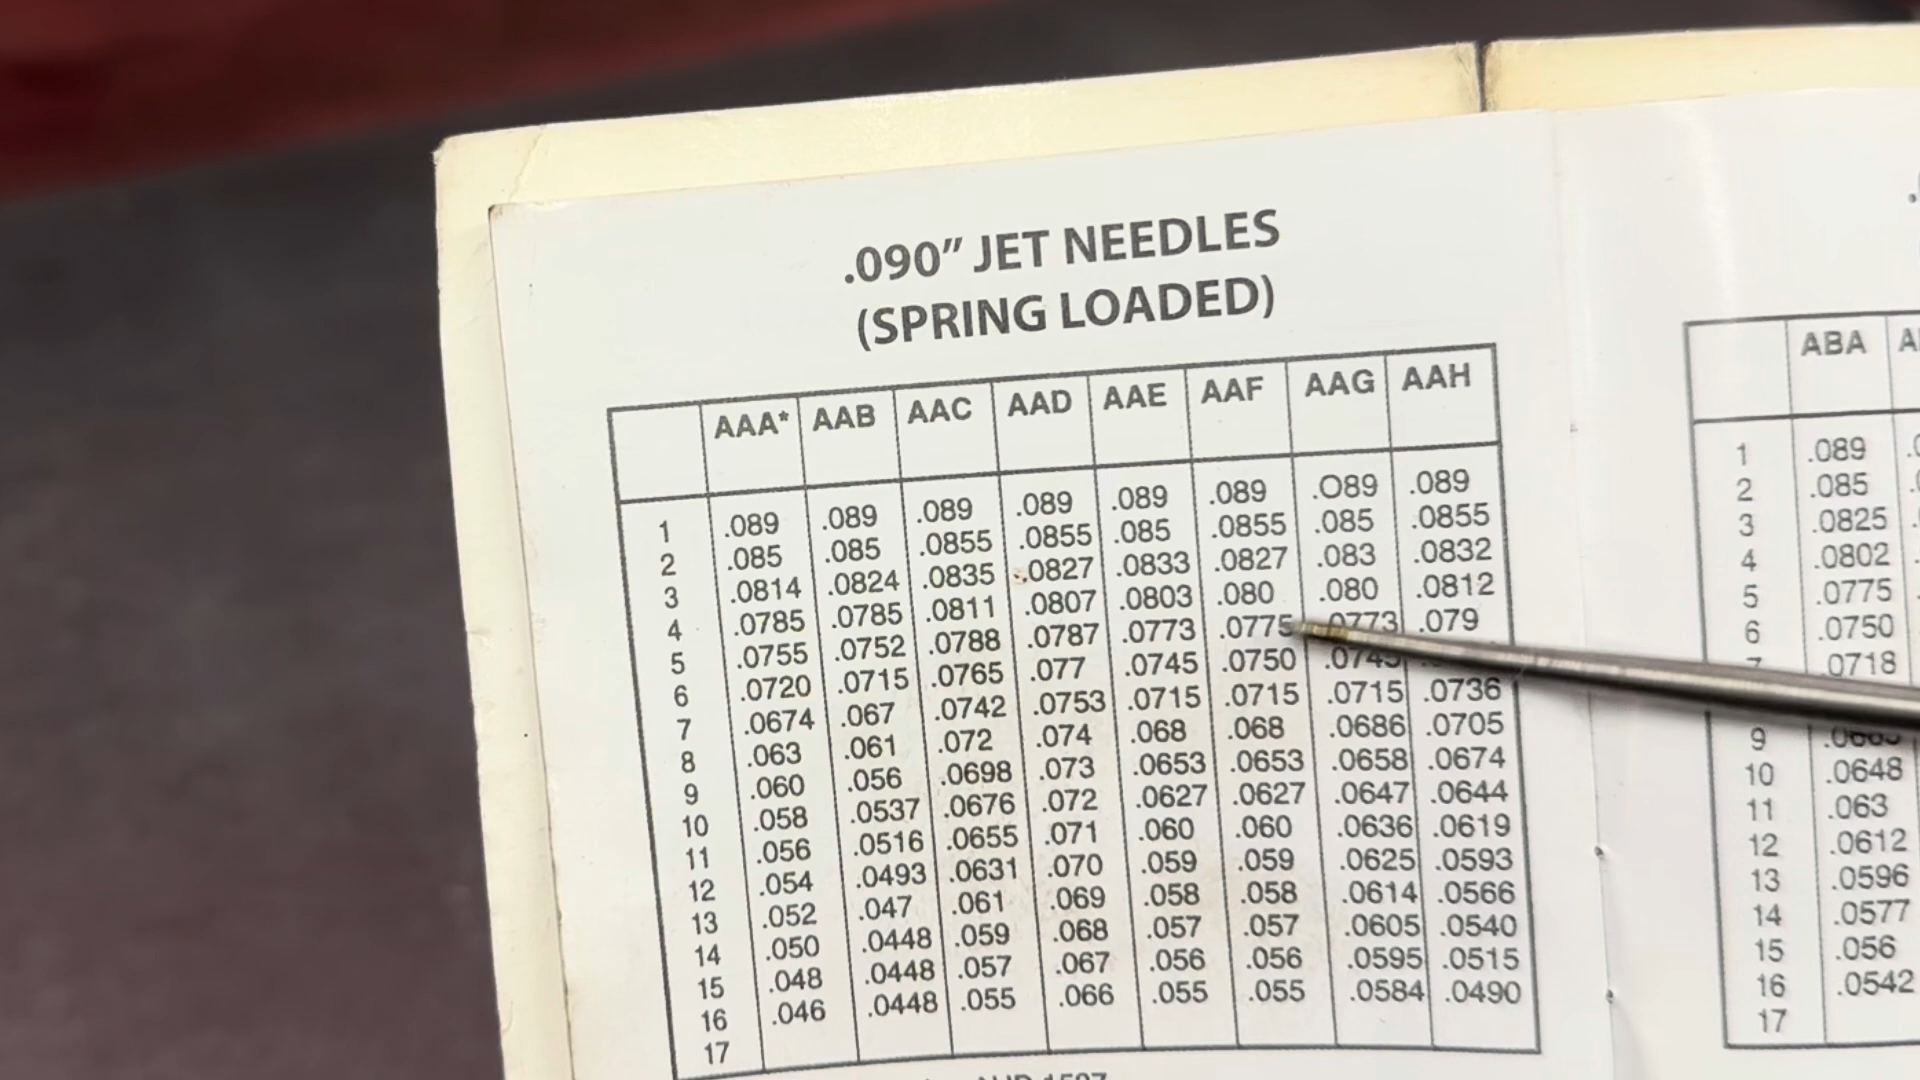 .090” JET NEEDLES
(SPRING LOADED)
AAA* AAB AAC AAD AAE AAF AAG AAH
1 .089 .089 .089 .089 .089 .089 .O89 .089
2 .085 .085 .0855 .0855 .085 .0855 .085 .0855
3 .0814 .0824 .0835 .0827 .0833 .0827 .083 .0832
4 .0785 .0785 .0811 .0807 .0803 .080 .080 .0812
5 .0755 .0752 .0788 .0787 .0773 .0775 .0773 .079
6 .0720 .0715 .0765 .077 .0745 .0750
7 .0674 .067 .0742 .0753 .0715 .0715 .0715 .0736
8 .063 .061 .072 .074 .068 .068 .0686 .0705
9 .060 .056 .0698 .073 .0653 .0653 .0658 .0674
10 .058 .0537 .0676 .072 .0627 .0627 .0647 .0644
11 .056 .0516 .0655 .071 .060 .060 .0636 .0619
12 .054 .0493 .0631 .070 .059 .059 .0625 .0593
13 .052 .047 .061 .069 .058 .058 .0614 .0566
14 .050 .0448 .059 .068 .057 .057 .0605 .0540
15 .048 .0448 .057 .067 .056 .056 .0595 .0515
16 .046 .0448 .055 .066 .055 .055 .0584 .0490
17
ABA
1 .089
2 .085
3 .0825
4 .0802
5 .0775
6 .0750
.0718
9
10 .0648
11 .063
12 .0612
13 .0596
14 .0577
15 .056
16 .0542
17